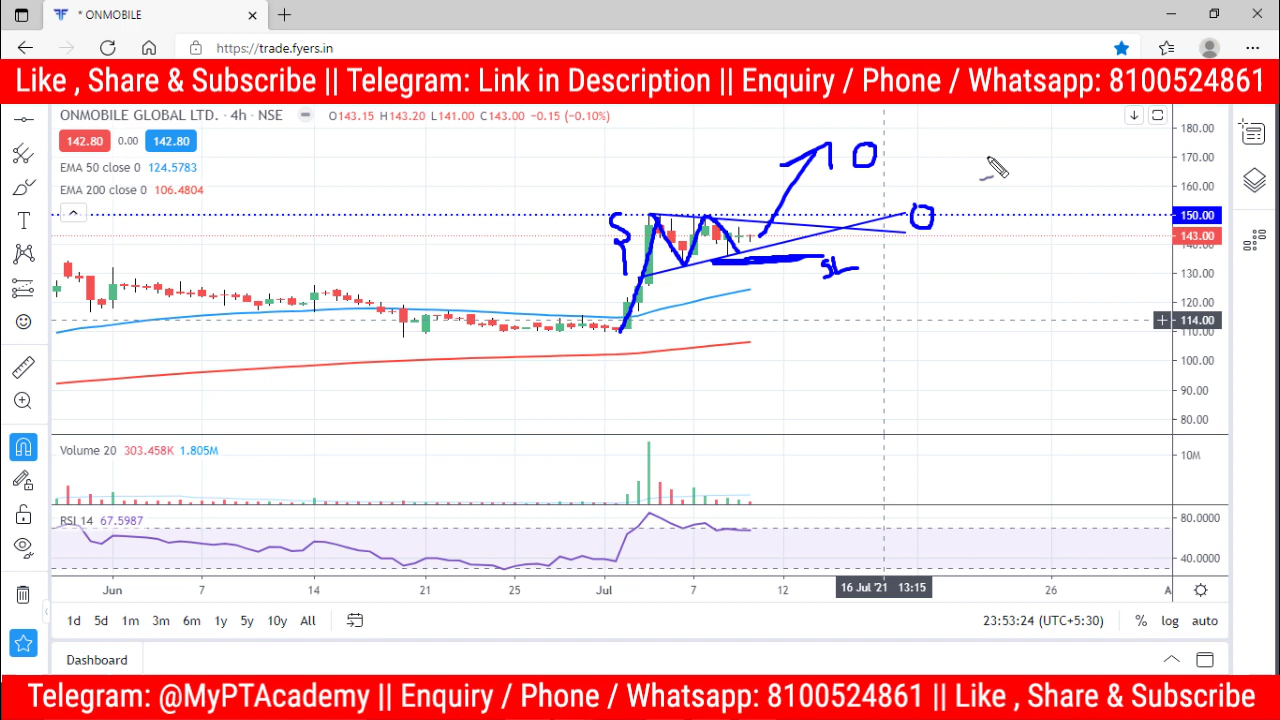 * ONMOBILE
https://trade.fyers.in
Like , Share & Subscribe || Telegram: Link in Description || Enquiry / Phone / Whatsapp: 8100524861
ONMOBILE GLOBAL LTD. · 4h · NSE O143.15 H143.20 L141.00 C143.00 −0.15 (−0.10%)
142.80 0.00 142.80
EMA 50 close 0 124.5783
EMA 200 close 0 106.4804
180.00
170.00
160.00
150.00
143.00
140.00
130.00
120.00
114.00
110.00
100.00
90.00
80.00
SL
Volume 20 303.458K 1.805M
10M
RSI 14 67.5987
80.0000
40.0000
Jun 7 14 21 25 Jul 7 12 16 Jul '21 13:15 26 A
1d 5d 1m 3m 6m 1y 5y 10y All 23:53:24 (UTC+5:30) % log auto
Dashboard
Telegram: @MyPTAcademy || Enquiry / Phone / Whatsapp: 8100524861 || Like , Share & Subscribe